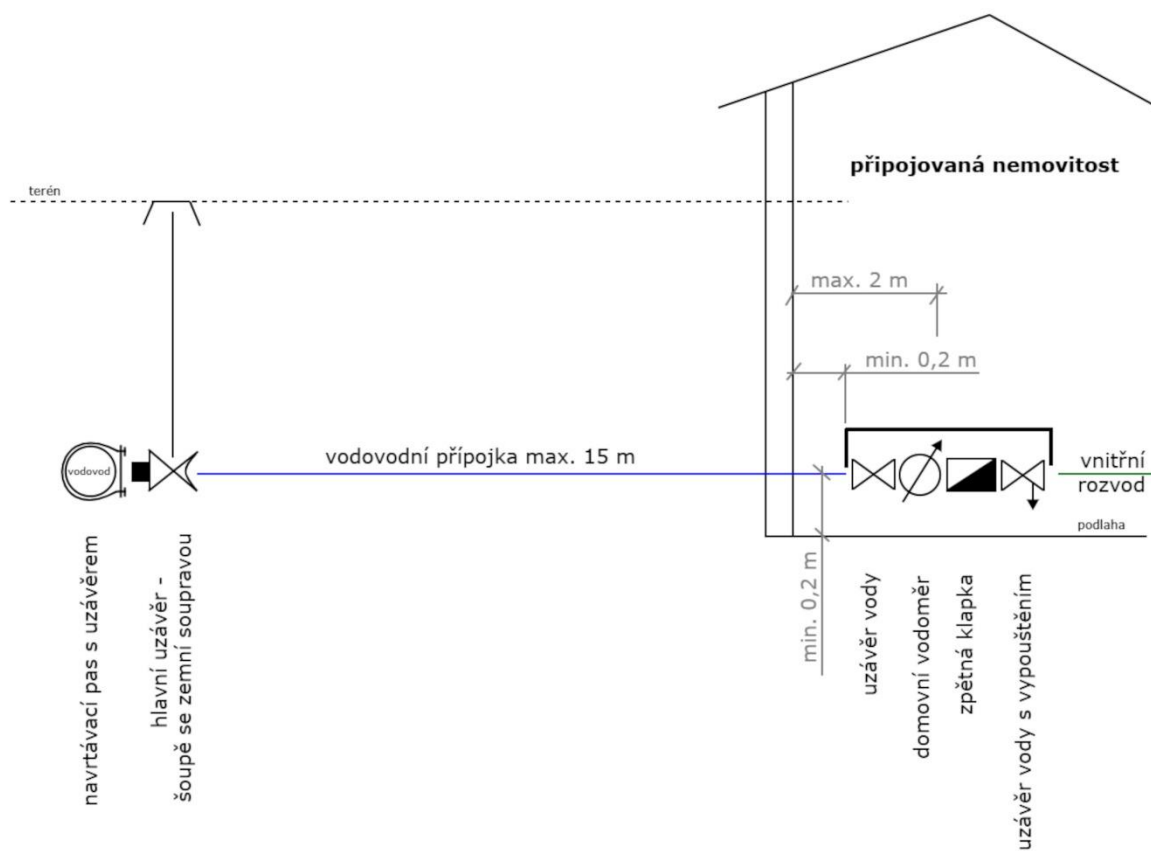 připojovaná nemovitost
terén
max. 2 m
min. 0,2 m
vodovod
vodovodní přípojka max. 15 m
vnitřní
rozvod
podlaha
min. 0,2 m
navrtávací pas s uzávěrem
hlavní uzávěr -
šoupě se zemní soupravou
uzávěr vody
domovní vodoměr
zpětná klapka
uzávěr vody s vypouštěním